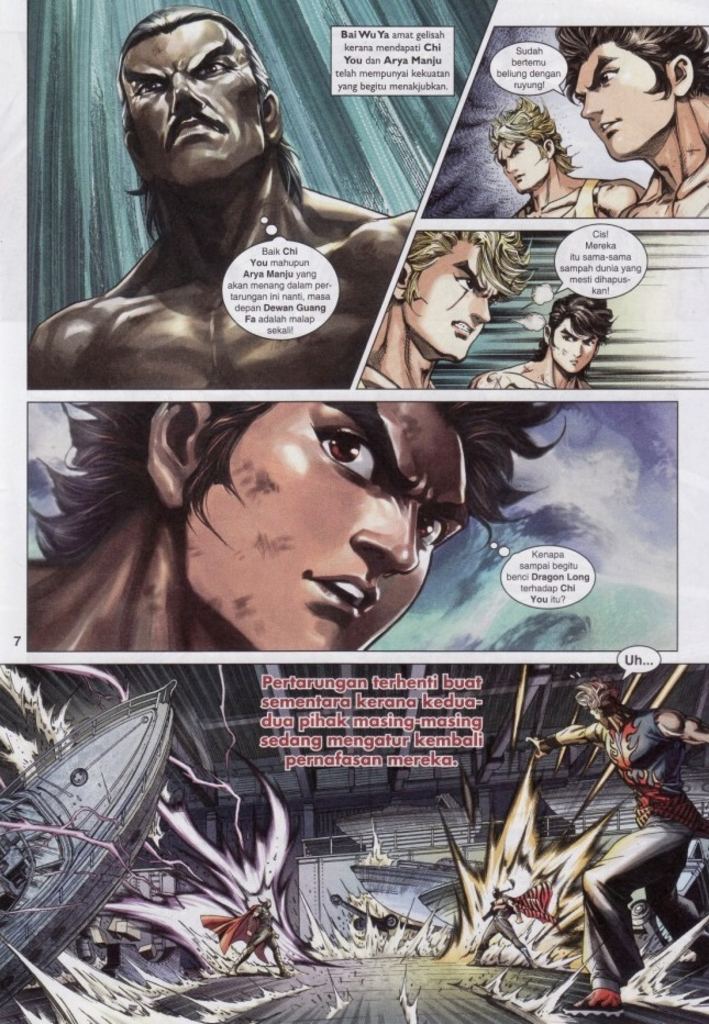 Bai Wu Ya amat gelisah
kerana mendapati Chi
You dan Arya Manju
telah mempunyai kekuatan
yang begitu menakjubkan.
Baik Chi
You mahupun
Arya Manju yang
akan menang dalam per-
tarungan ini nanti, masa
depan Dewan Guang
Fa adalah malap
sekali!
Sudah
bertemu
beliung dengan
ruyung!
Cis!
Mereka
itu sama-sama
sampah dunia yang
mesti dihapus-
kan!
Kenapa
sampai begitu
benci Dragon Long
terhadap Chi
You itu?
7
Uh...
Pertarungan terhenti buat
sementara kerana kedua-
dua pihak masing-masing
sedang mengatur kembali
pernafasan mereka.